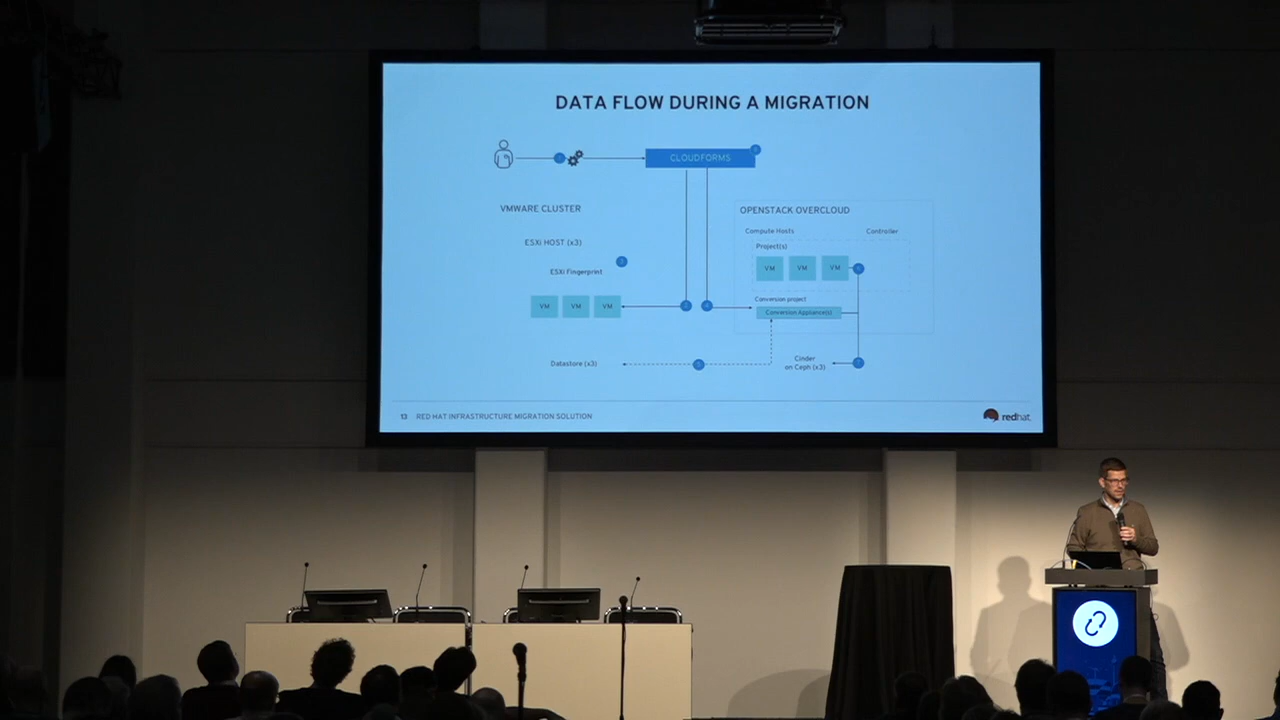 DATA FLOW DURING A MIGRATION
CLOUDFORMS
VMWARE CLUSTER
OPENSTACK OVERCLOUD
Compute Hosts
Controller
ESXi HOST (x3)
Project(s)
ESXi Fingerprint
VM VM VM
VM VM VM
Conversion project
Conversion Appliance(s)
Datastore (x3)
Cinder
on Ceph (x3)
13 RED HAT INFRASTRUCTURE MIGRATION SOLUTION
redhat.